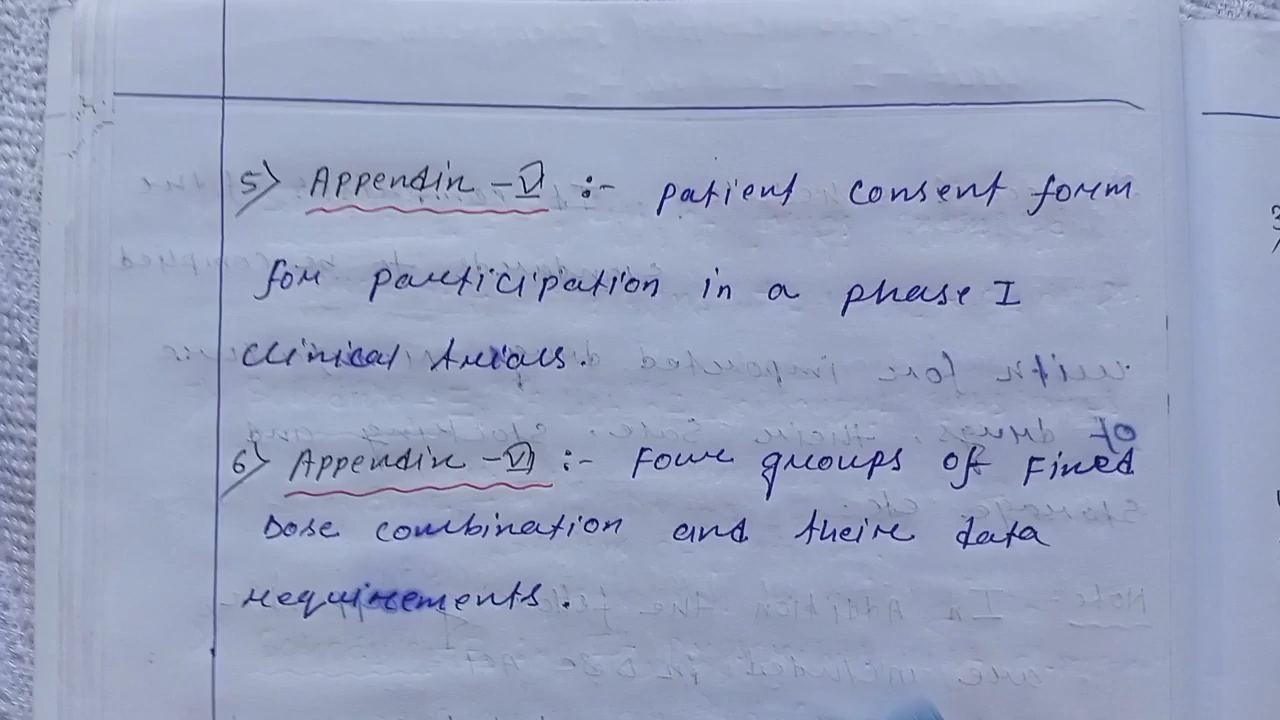 5) Appendix - V :- patient consent form
for participation in a phase I
clinical trials.
6) Appendix - VI :- Four groups of Fixed
Dose combination and their data
requirements.